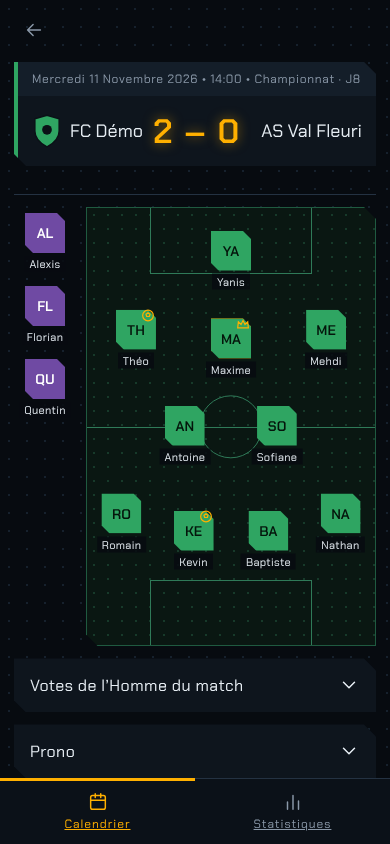 Mercredi 11 Novembre 2026 • 14:00 • Championnat · J8
FC Démo 2 – 0 AS Val Fleuri
AL
Alexis
FL
Florian
QU
Quentin
YA
Yanis
TH
Théo
MA
Maxime
ME
Mehdi
AN
Antoine
SO
Sofiane
RO
Romain
KE
Kevin
BA
Baptiste
NA
Nathan
Votes de l'Homme du match
Prono
Calendrier
Statistiques